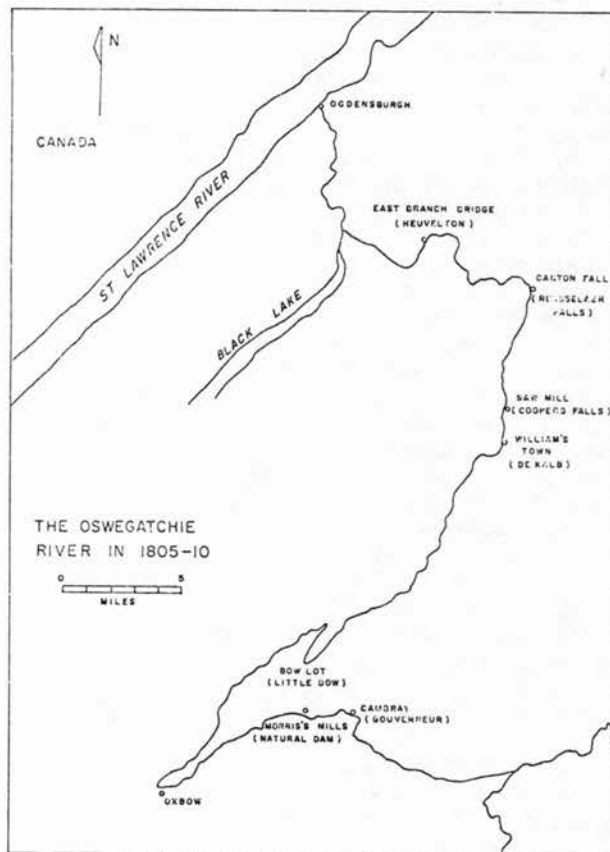 N
CANADA
OGDENSBURGH
ST LAWRENCE RIVER
EAST BRANCH BRIDGE
(HEUVELTON)
CANTON FALL
(RENSSELAER
FALLS)
BLACK LAKE
SAW MILL
(COOPERS FALLS)
WILLIAM'S
TOWN
(DE KALB)
THE OSWEGATCHIE
RIVER IN 1805-10
0 5
MILES
BOW LOT
(LITTLE BOW)
MORRIS'S MILLS
(NATURAL DAM)
(GOUVERNEUR)
OXBOW